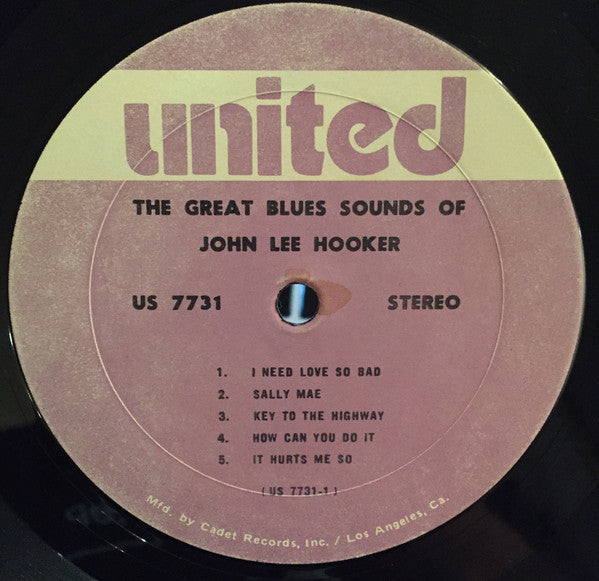 united
THE GREAT BLUES SOUNDS OF
JOHN LEE HOOKER
US 7731 STEREO
1. I NEED LOVE SO BAD
2. SALLY MAE
3. KEY TO THE HIGHWAY
4. HOW CAN YOU DO IT
5. IT HURTS ME SO
( US 7731-1 )
Mfd. by Cadet Records, Inc. / Los Angeles, Ca.